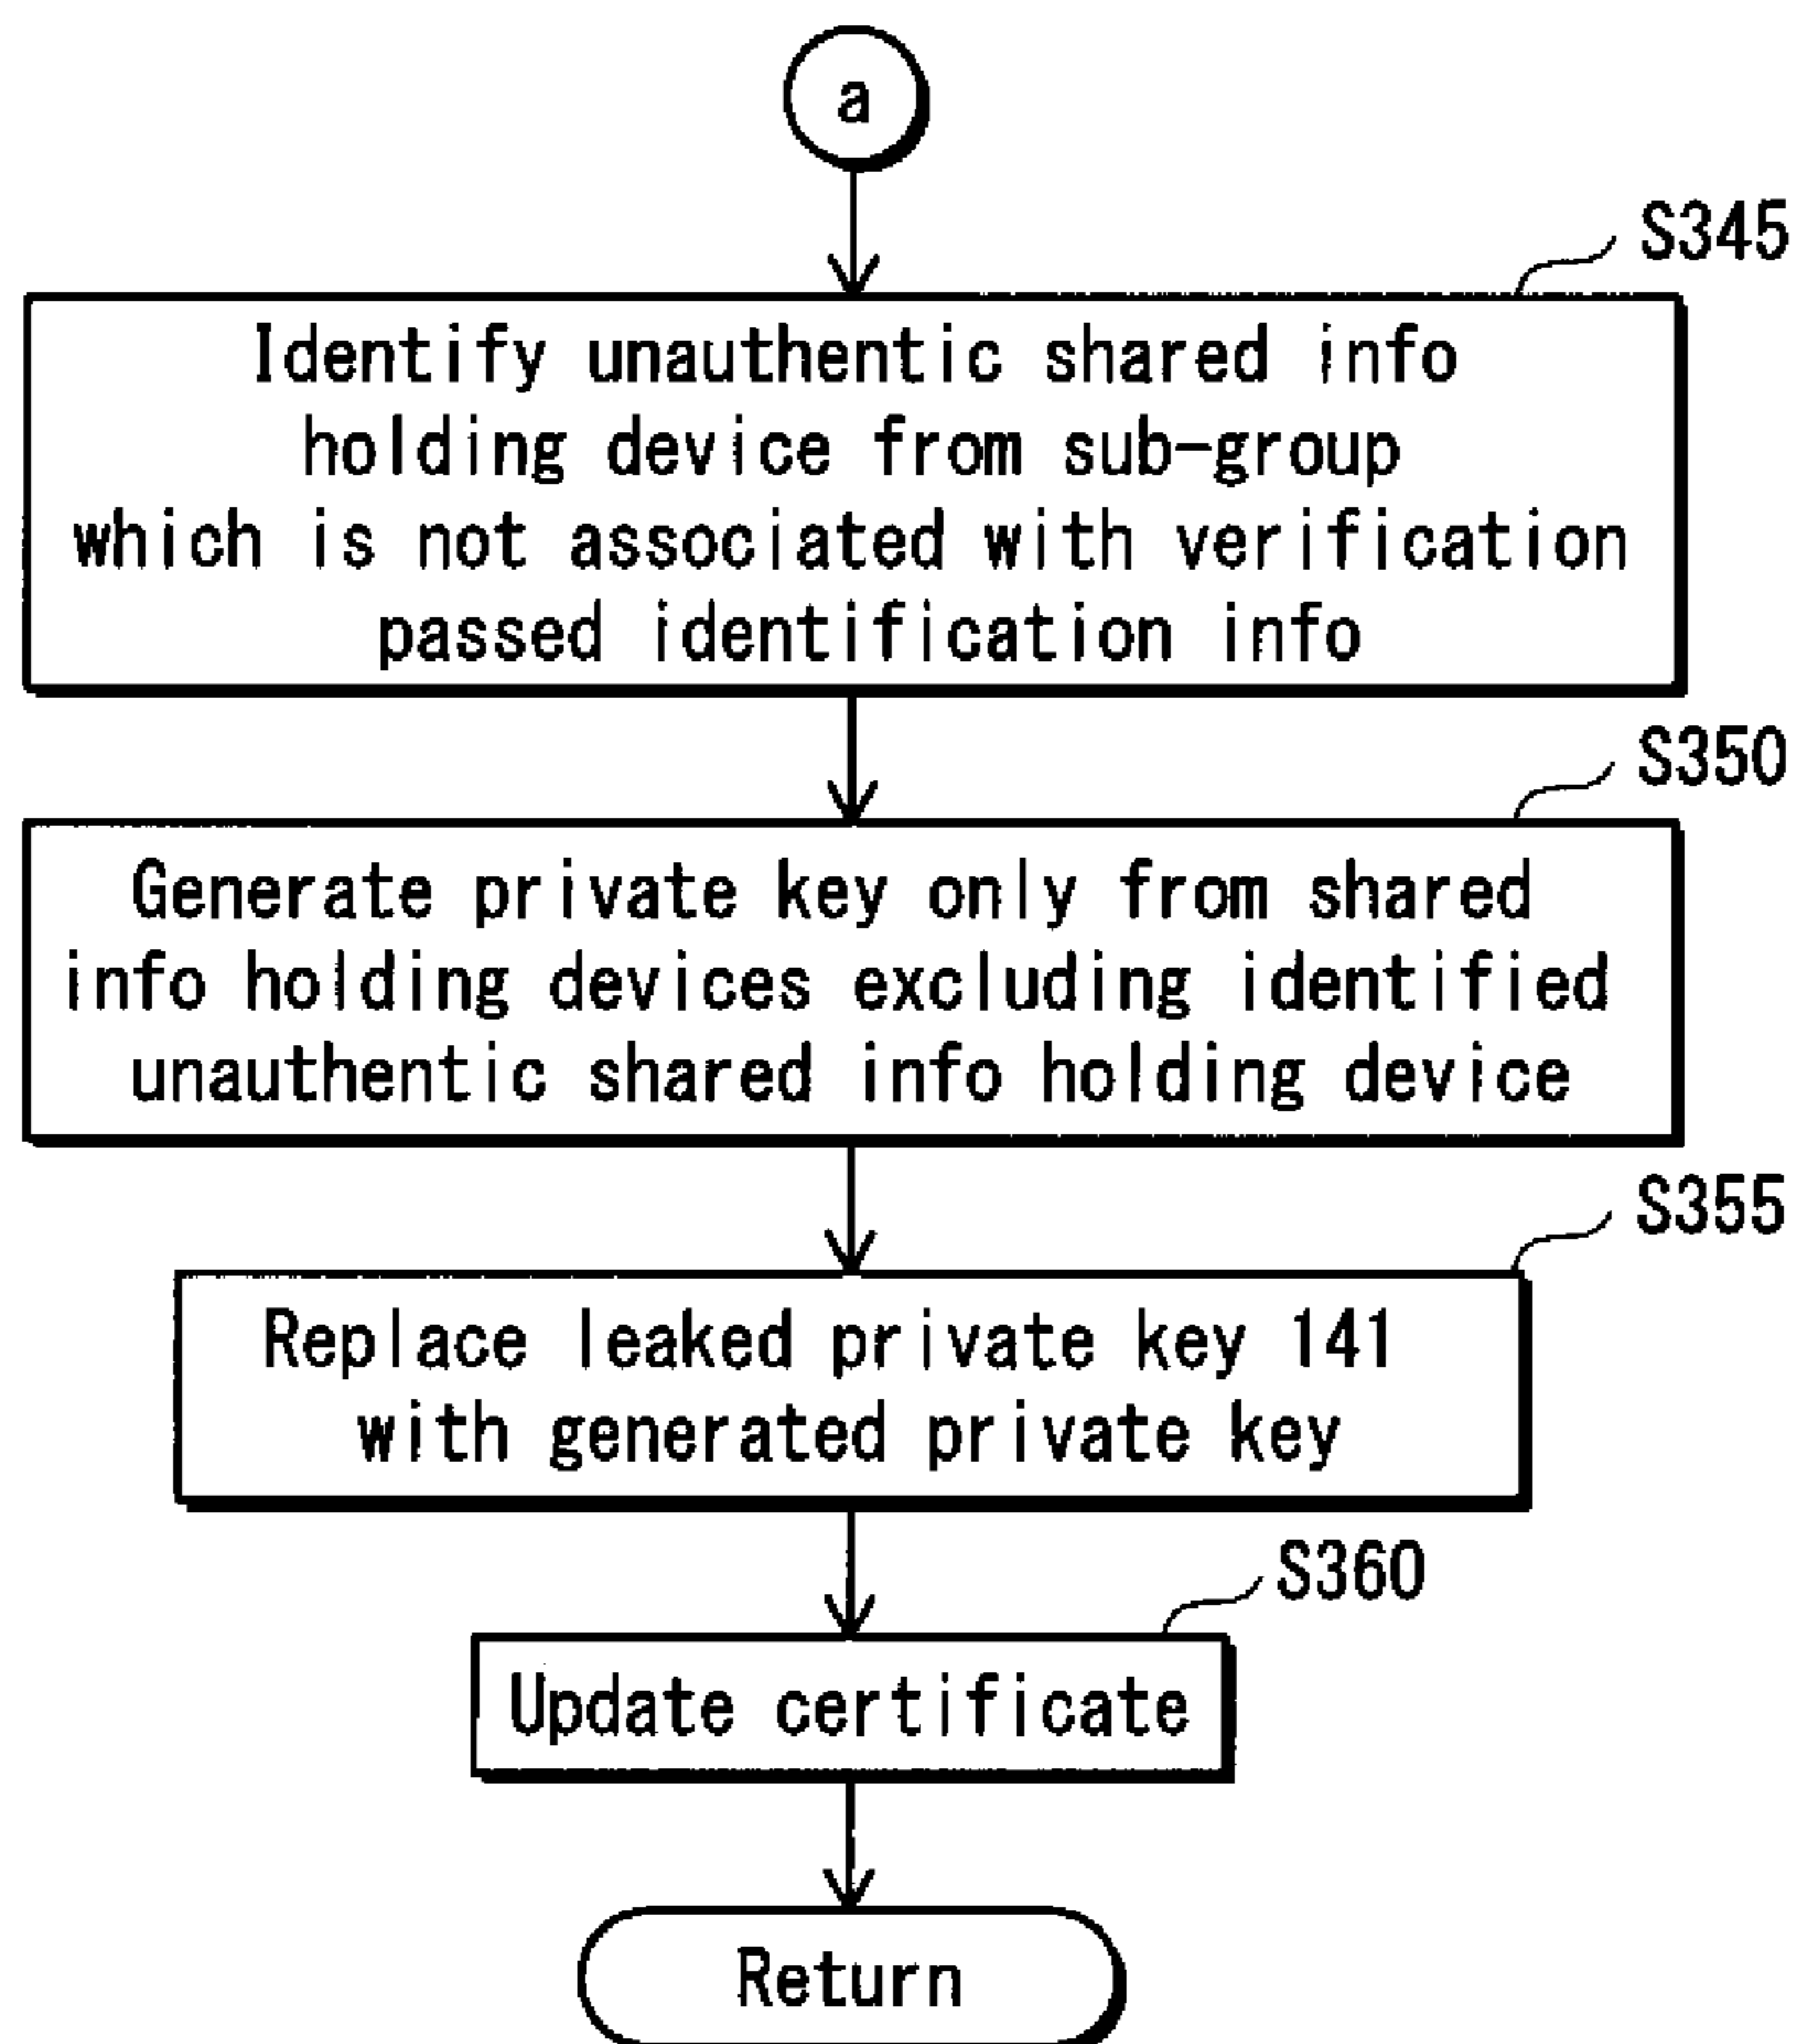 a
S345
Identify unauthentic shared info
holding device from sub-group
which is not associated with verification
passed identification info
S350
Generate private key only from shared
info holding devices excluding identified
unauthentic shared info holding device
S355
Replace leaked private key 141
with generated private key
S360
Update certificate
Return